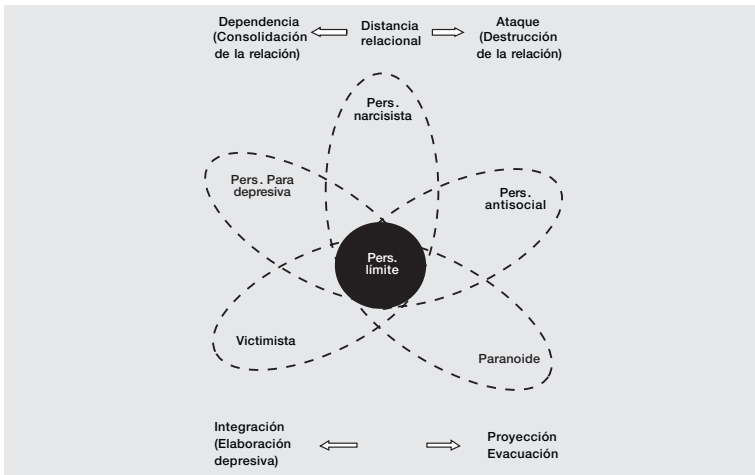 Dependencia
(Consolidación
de la relación)
Distancia
relacional
Ataque
(Destrucción
de la relación)
Pers.
narcisista
Pers. Para
depresiva
Pers.
antisocial
Pers.
límite
Victimista
Paranoide
Integración
(Elaboración
depresiva)
Proyección
Evacuación